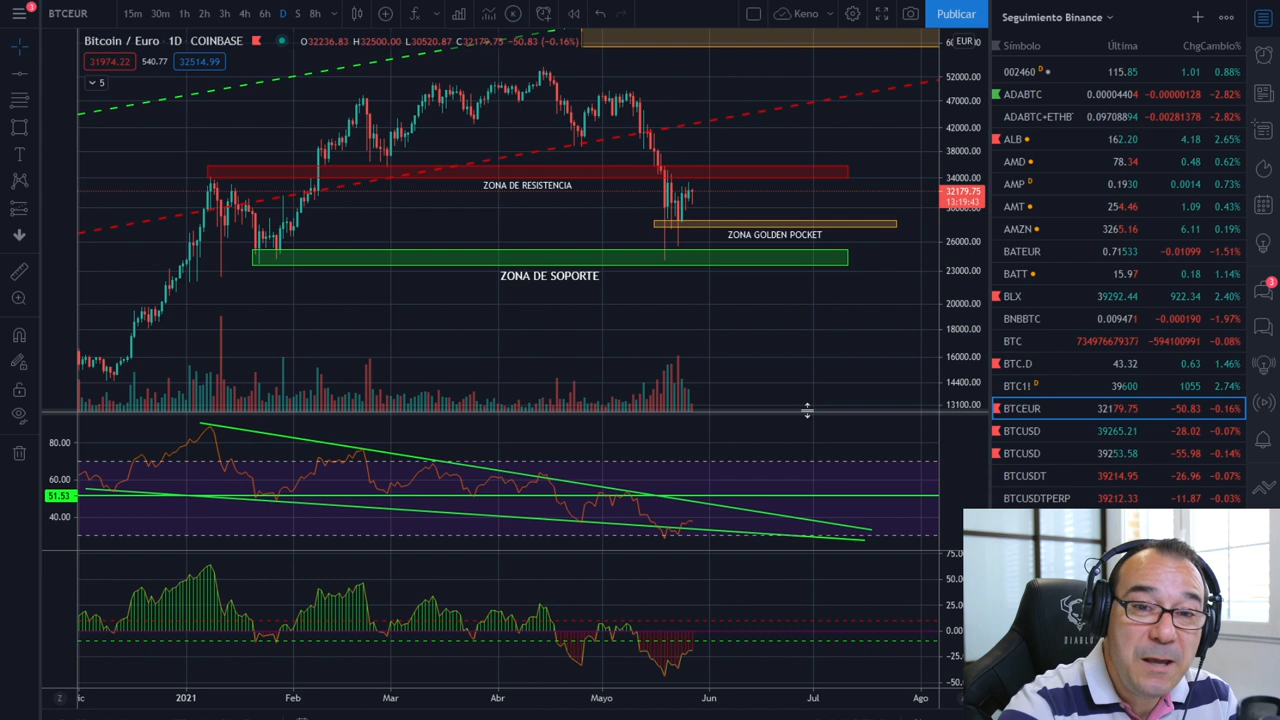 3
BTCEUR
15m 30m 1h 2h 3h 4h 6h D S 8h
Keno
Publicar
Bitcoin / Euro · 1D · COINBASE
O32236.83 H32500.00 L30520.87 C32179.75 −50.83 (−0.16%)
31974.22 540.77 32514.99
5
EUR
52000.00
47000.00
42000.00
38000.00
34000.00
32179.75
13:19:43
26000.00
23000.00
20000.00
18000.00
16000.00
14400.00
13100.00
ZONA DE RESISTENCIA
ZONA GOLDEN POCKET
ZONA DE SOPORTE
80.00
60.00
51.53
40.00
75.00
50.00
25.00
0.00
−25.00
−50.00
Z
2021 Feb Mar Abr Mayo Jun Jul Ago
Seguimiento Binance
Símbolo Última Chg Cambio%
002460 D 115.85 1.01 0.88%
ADABTC 0.00004404 −0.00000128 −2.82%
ADABTC+ETHB 0.0970889 −0.00281378 −2.82%
ALB 162.20 4.18 2.65%
AMD 78.34 0.48 0.62%
AMP D 0.1930 0.0014 0.73%
AMT 254.46 1.09 0.43%
AMZN 3265.16 6.11 0.19%
BATEUR 0.71533 −0.01099 −1.51%
BATT 15.97 0.18 1.14%
BLX 39292.44 922.34 2.40%
BNBBTC 0.009471 −0.000190 −1.97%
BTC 734976679377 −594100991 −0.08%
BTC.D 43.32 0.63 1.46%
BTC1! D 39600 1055 2.74%
BTCEUR 32179.75 −50.83 −0.16%
BTCUSD 39265.21 −28.02 −0.07%
BTCUSD 39253.58 −55.98 −0.14%
BTCUSDT 39214.95 −26.96 −0.07%
BTCUSDTPERP 39212.33 −11.87 −0.03%
3
DIABLO